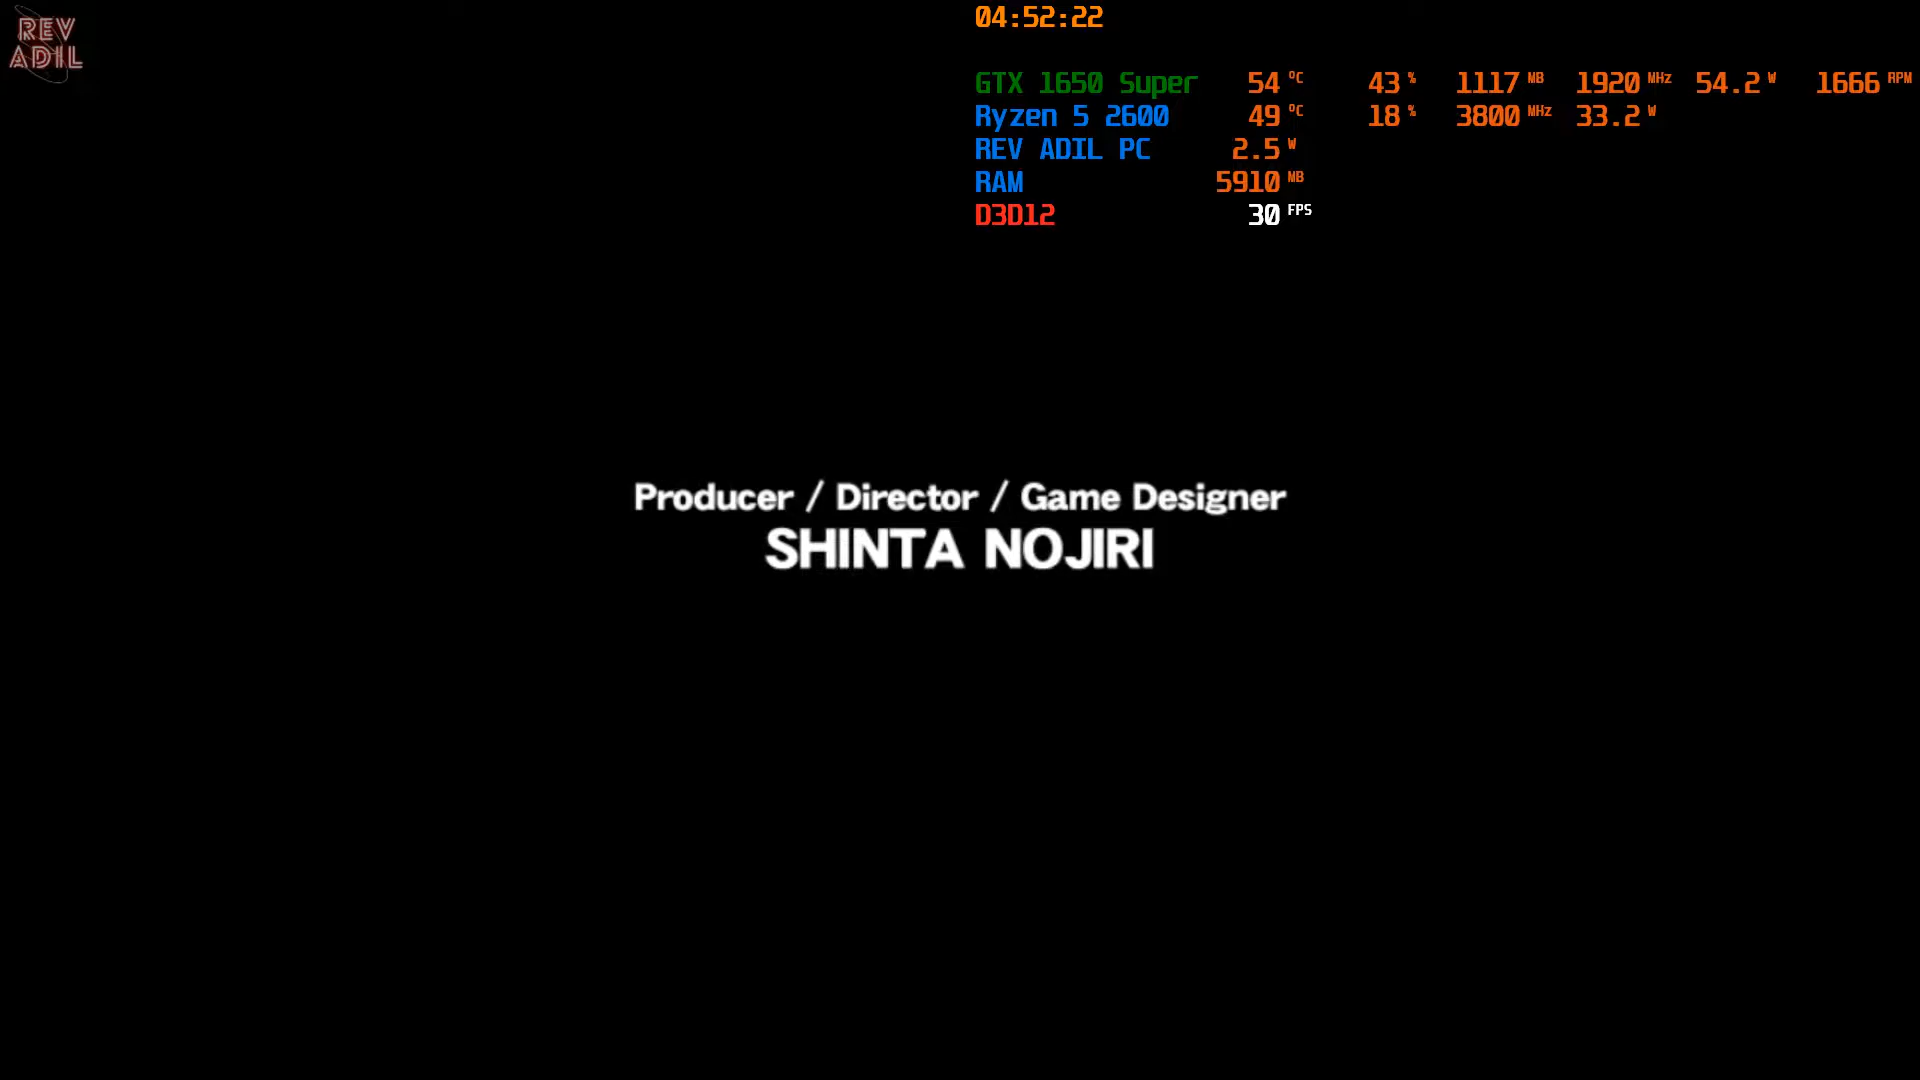 REV
ADIL
04:52:22
GTX 1650 Super 54 °C 43 % 1117 MB 1920 MHz 54.2 W 1666 RPM
Ryzen 5 2600 49 °C 18 % 3800 MHz 33.2 W
REV ADIL PC 2.5 W
RAM 5910 MB
D3D12 30 FPS
Producer / Director / Game Designer
SHINTA NOJIRI